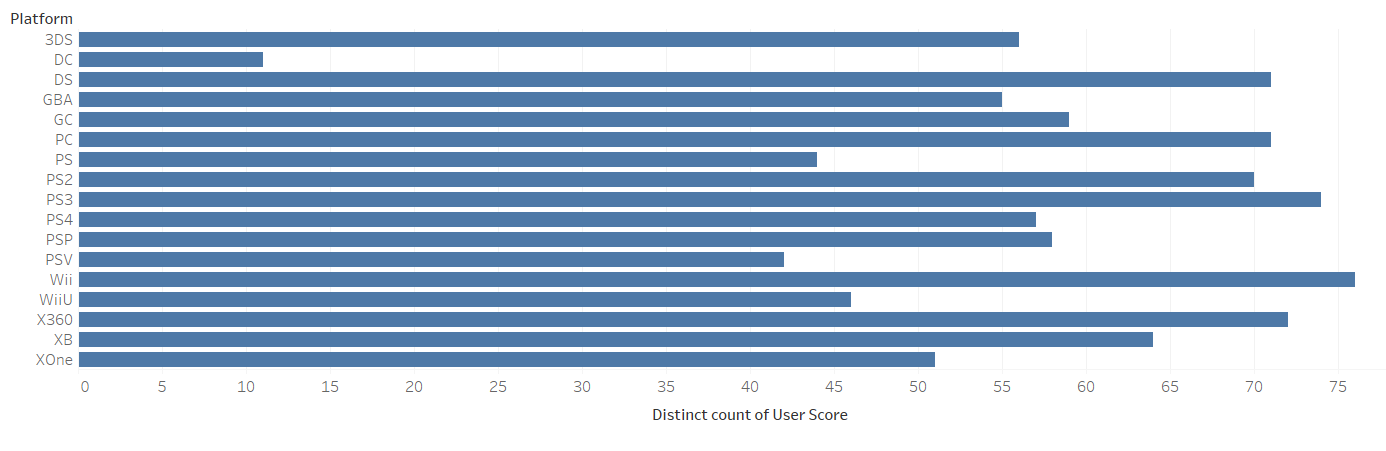 Platform
3DS
DC
DS
GBA
GC
PC
PS
PS2
PS3
PS4
PSP
PSV
Wii
WiiU
X360
XB
XOne
0 5 10 15 20 25 30 35 40 45 50 55 60 65 70 75
Distinct count of User Score